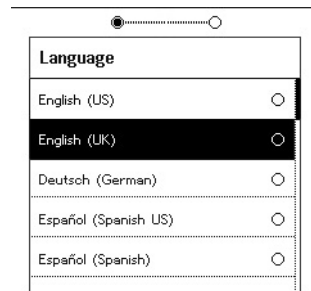 Language
English (US)
English (UK)
Deutsch (German)
Español (Spanish US)
Español (Spanish)